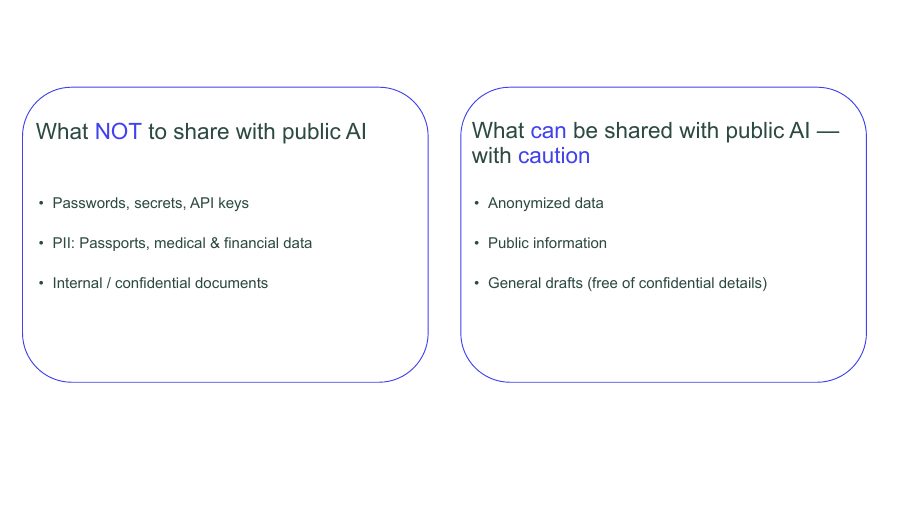 What NOT to share with public AI
• Passwords, secrets, API keys
• PII: Passports, medical & financial data
• Internal / confidential documents
What can be shared with public AI —
with caution
• Anonymized data
• Public information
• General drafts (free of confidential details)